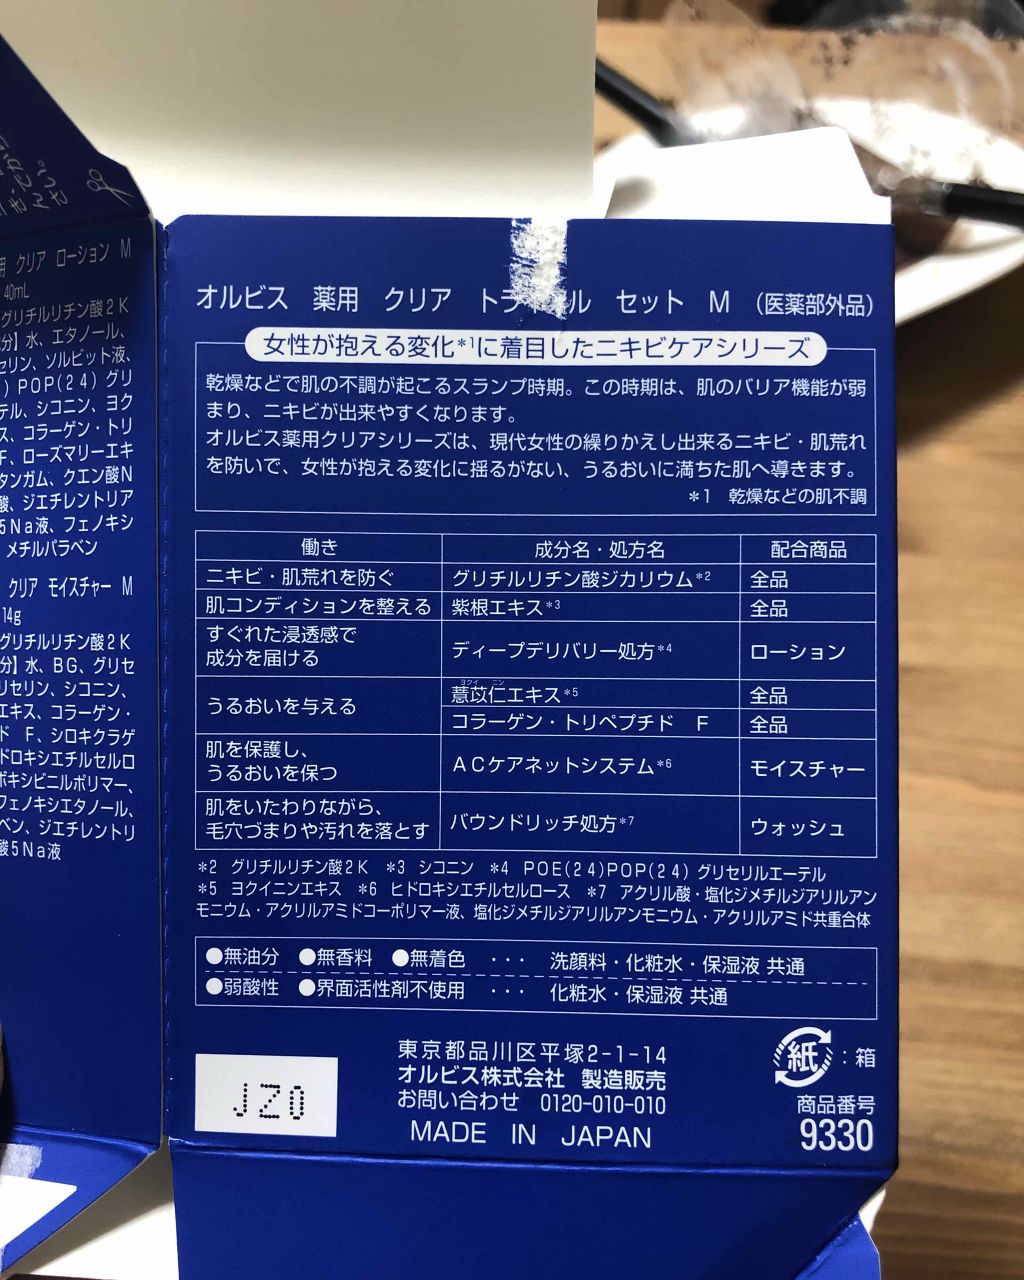 用 クリア ローション M
40mL
グリチルリチン酸2K
分】水、エタノール、
セリン、ソルビット液、
) POP(24) グリ
テル、シコニン、ヨク
ス、コラーゲン・トリ
F、ローズマリーエキ
タンガム、クエン酸N
酸、ジエチレントリア
5Na液、フェノキシ
メチルパラベン
クリア モイスチャー M
14g
グリチルリチン酸2K
分】水、BG、グリセ
リセリン、シコニン、
エキス、コラーゲン・
ド F、シロキクラゲ
ドロキシエチルセルロ
ボキシビニルポリマー、
フェノキシエタノール、
ベン、ジエチレントリ
酸5Na液
オルビス 薬用 クリア トラ ル セット M (医薬部外品)
女性が抱える変化*1に着目したニキビケアシリーズ
乾燥などで肌の不調が起こるスランプ時期。この時期は、肌のバリア機能が弱
まり、ニキビが出来やすくなります。
オルビス薬用クリアシリーズは、現代女性の繰りかえし出来るニキビ・肌荒れ
を防いで、女性が抱える変化に揺るがない、うるおいに満ちた肌へ導きます。
*1 乾燥などの肌不調
働き 成分名・処方名 配合商品
ニキビ・肌荒れを防ぐ グリチルリチン酸ジカリウム*2 全品
肌コンディションを整える 紫根エキス*3 全品
すぐれた浸透感で
成分を届ける ディープデリバリー処方*4 ローション
うるおいを与える 薏苡仁エキス*5 全品
ヨクイ ニン
コラーゲン・トリペプチド F 全品
肌を保護し、
うるおいを保つ ACケアネットシステム*6 モイスチャー
肌をいたわりながら、
毛穴づまりや汚れを落とす バウンドリッチ処方*7 ウォッシュ
*2 グリチルリチン酸2K *3 シコニン *4 POE(24)POP(24) グリセリルエーテル
*5 ヨクイニンエキス *6 ヒドロキシエチルセルロース *7 アクリル酸・塩化ジメチルジアリルアン
モニウム・アクリルアミドコーポリマー液、塩化ジメチルジアリルアンモニウム・アクリルアミド共重合体
●無油分 ●無香料 ●無着色 ・・・ 洗顔料・化粧水・保湿液 共通
●弱酸性 ●界面活性剤不使用 ・・・ 化粧水・保湿液 共通
東京都品川区平塚2-1-14
オルビス株式会社 製造販売
お問い合わせ 0120-010-010
MADE IN JAPAN
JZ0
紙 : 箱
商品番号
9330